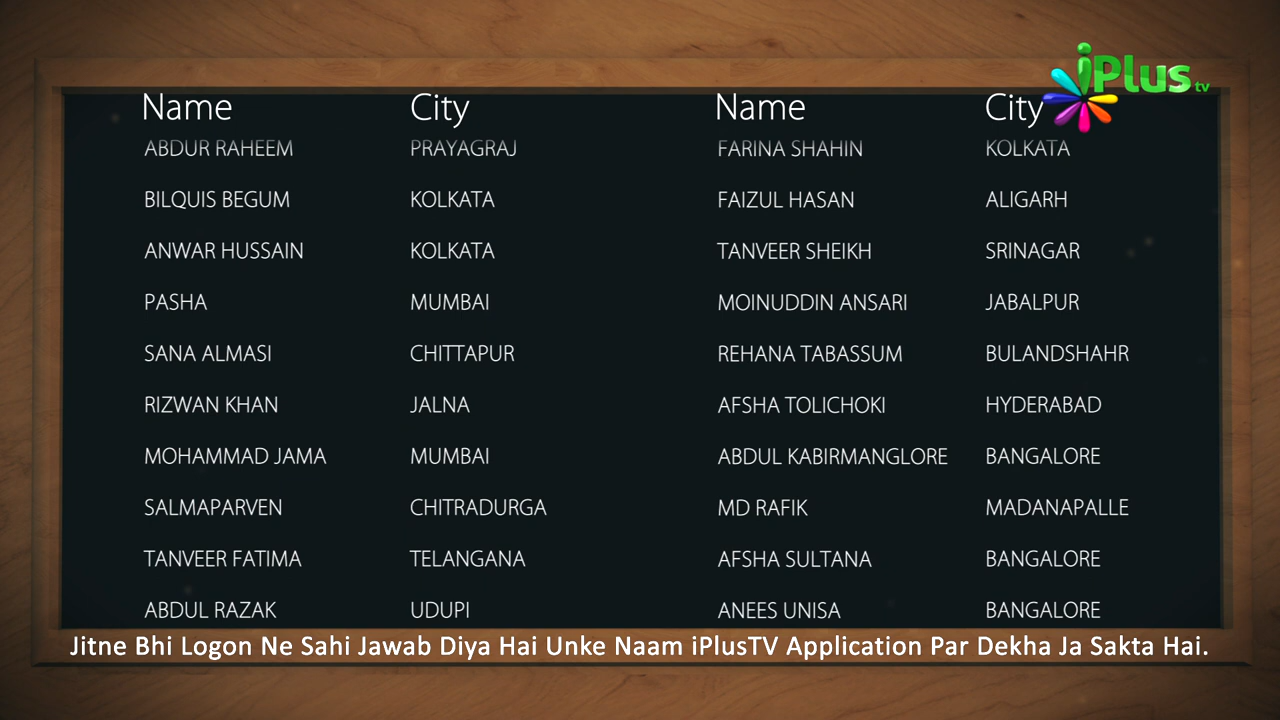 iPlus tv
Name City Name City
ABDUR RAHEEM PRAYAGRAJ FARINA SHAHIN KOLKATA
BILQUIS BEGUM KOLKATA FAIZUL HASAN ALIGARH
ANWAR HUSSAIN KOLKATA TANVEER SHEIKH SRINAGAR
PASHA MUMBAI MOINUDDIN ANSARI JABALPUR
SANA ALMASI CHITTAPUR REHANA TABASSUM BULANDSHAHR
RIZWAN KHAN JALNA AFSHA TOLICHOKI HYDERABAD
MOHAMMAD JAMA MUMBAI ABDUL KABIRMANGLORE BANGALORE
SALMAPARVEN CHITRADURGA MD RAFIK MADANAPALLE
TANVEER FATIMA TELANGANA AFSHA SULTANA BANGALORE
ABDUL RAZAK UDUPI ANEES UNISA BANGALORE
Jitne Bhi Logon Ne Sahi Jawab Diya Hai Unke Naam iPlusTV Application Par Dekha Ja Sakta Hai.